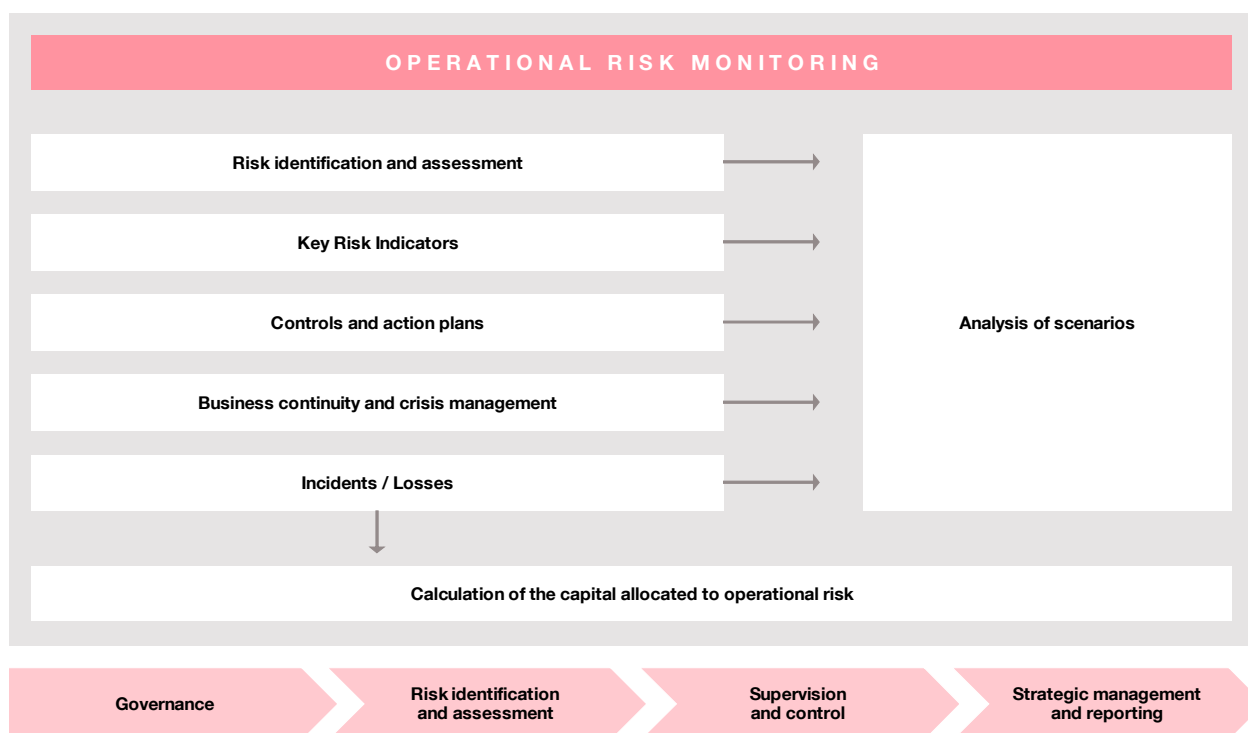 OPERATIONAL RISK MONITORING
Risk identification and assessment
Key Risk Indicators
Controls and action plans
Business continuity and crisis management
Incidents / Losses
Analysis of scenarios
Calculation of the capital allocated to operational risk
Governance
Risk identification
and assessment
Supervision
and control
Strategic management
and reporting